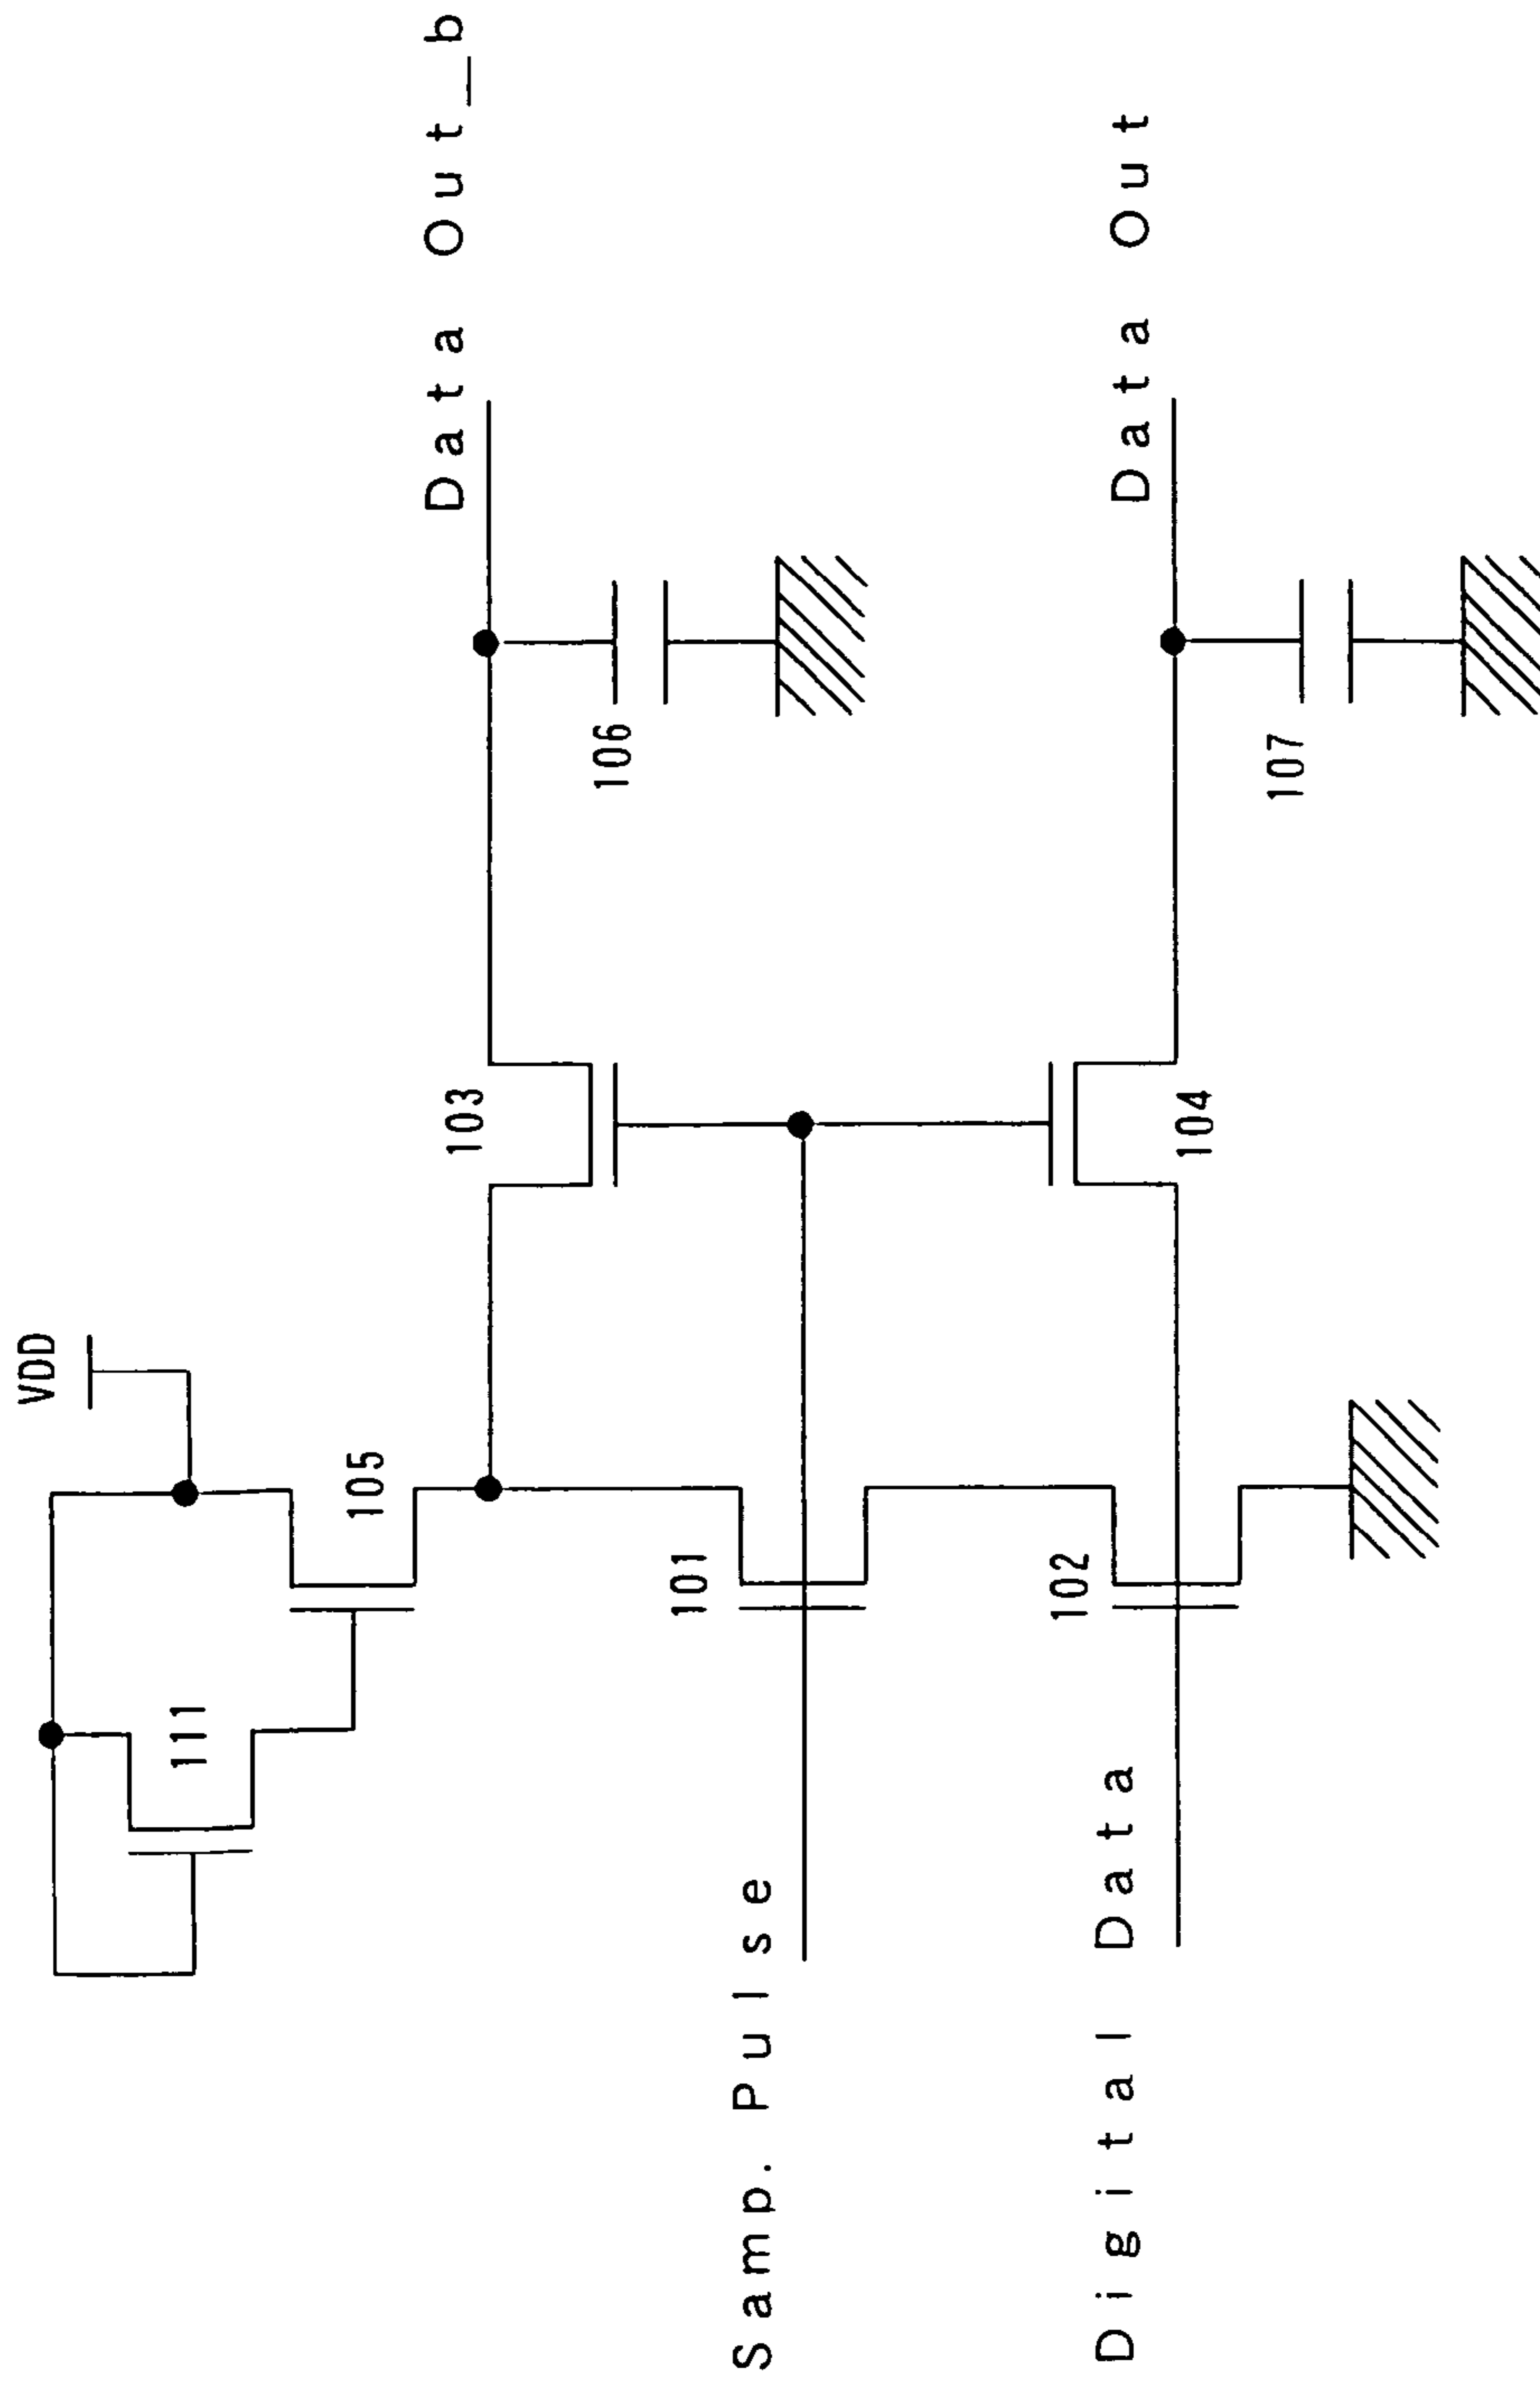 VDD
111
105
103
Data Out_b
106
101
Samp. Pulse
102
104
Data Out
107
Digital Data